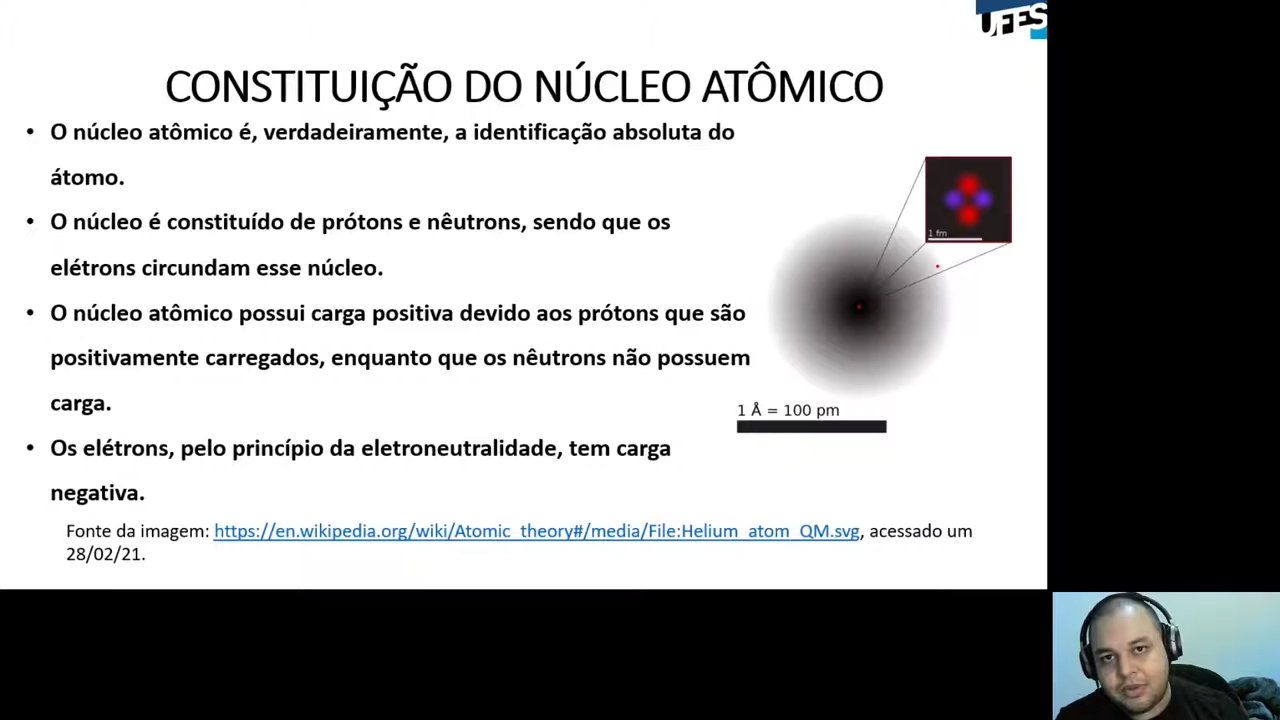 UFES
CONSTITUIÇÃO DO NÚCLEO ATÔMICO
• O núcleo atômico é, verdadeiramente, a identificação absoluta do
átomo.
• O núcleo é constituído de prótons e nêutrons, sendo que os
elétrons circundam esse núcleo.
• O núcleo atômico possui carga positiva devido aos prótons que são
positivamente carregados, enquanto que os nêutrons não possuem
carga.
• Os elétrons, pelo princípio da eletroneutralidade, tem carga
negativa.
1 fm
1 Å = 100 pm
Fonte da imagem: https://en.wikipedia.org/wiki/Atomic_theory#/media/File:Helium_atom_QM.svg, acessado um
28/02/21.